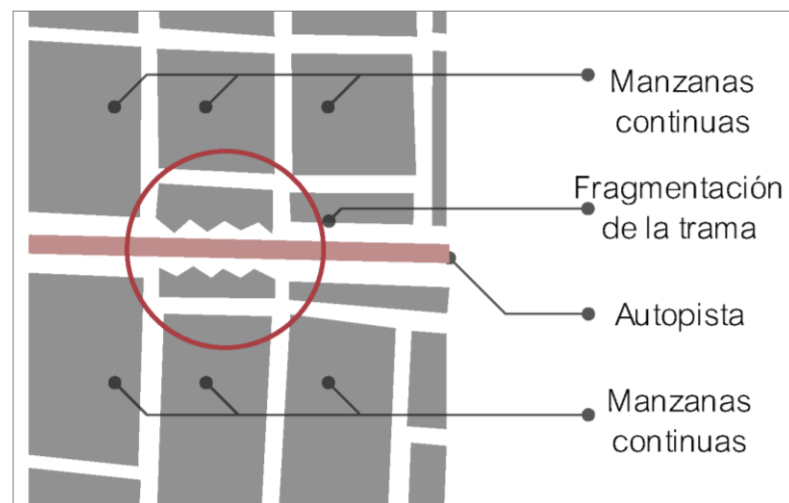 Manzanas
continuas
Fragmentación
de la trama
Autopista
Manzanas
continuas